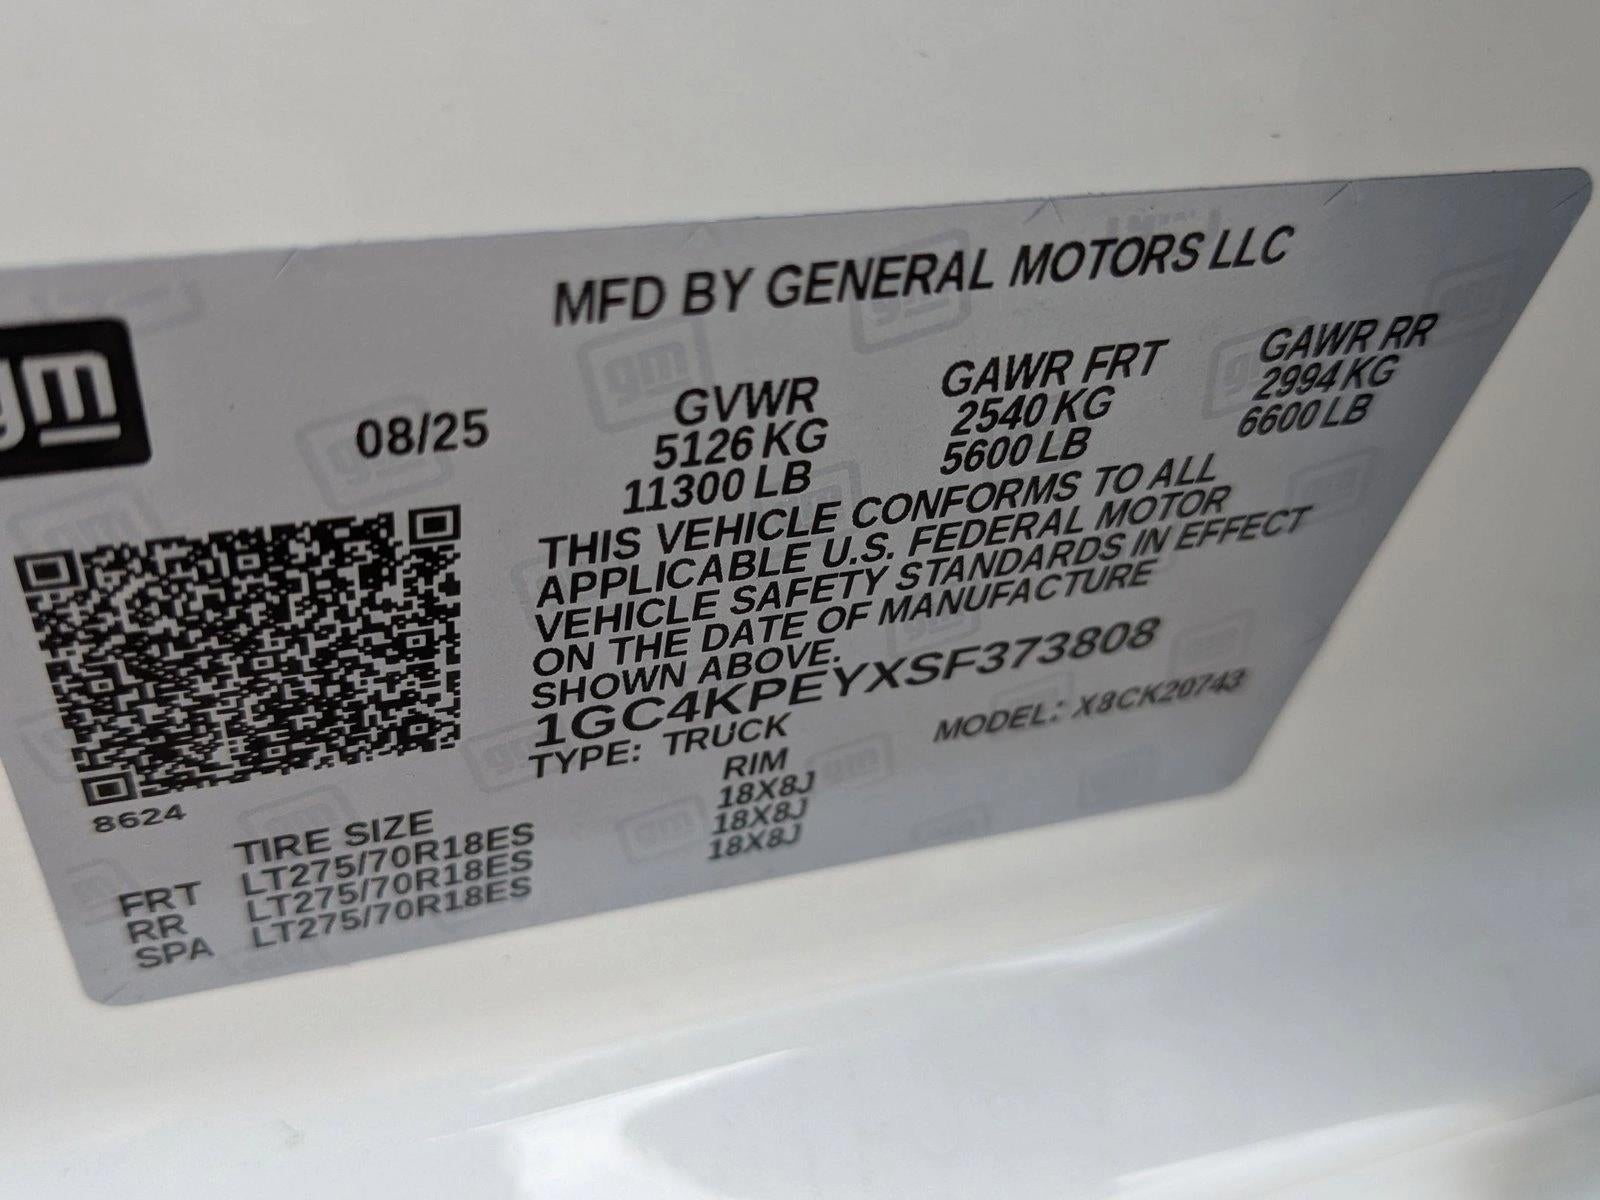 MFD BY GENERAL MOTORS LLC
gm
08/25
GVWR GAWR FRT GAWR RR
5126 KG 2540 KG 2994 KG
11300 LB 5600 LB 6600 LB
THIS VEHICLE CONFORMS TO ALL
APPLICABLE U.S. FEDERAL MOTOR
VEHICLE SAFETY STANDARDS IN EFFECT
ON THE DATE OF MANUFACTURE
SHOWN ABOVE.
1GC4KPEYXSF373808
TYPE: TRUCK MODEL: X8CK20743
8624
TIRE SIZE RIM
FRT LT275/70R18ES 18X8J
RR LT275/70R18ES 18X8J
SPA LT275/70R18ES 18X8J